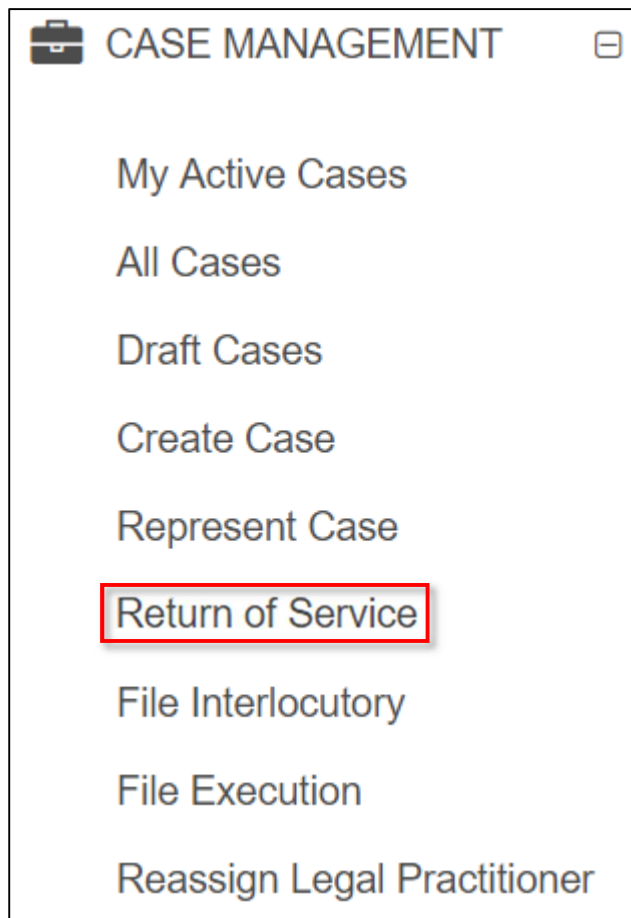 CASE MANAGEMENT
My Active Cases
All Cases
Draft Cases
Create Case
Represent Case
Return of Service
File Interlocutory
File Execution
Reassign Legal Practitioner